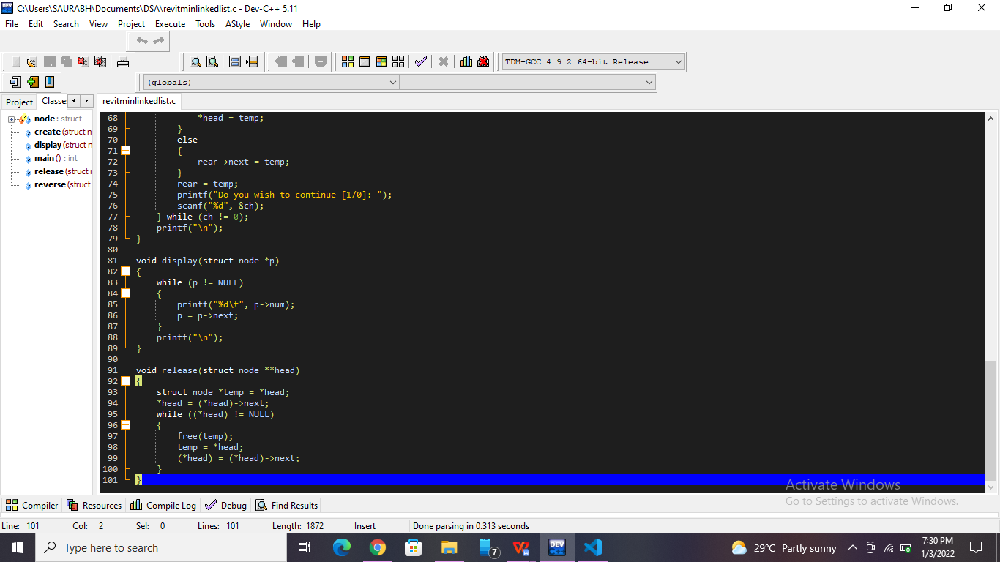 C:\Users\SAURABH\Documents\DSA\revitminlinkedlist.c - Dev-C++ 5.11
File Edit Search View Project Execute Tools AStyle Window Help
TDM-GCC 4.9.2 64-bit Release
(globals)
Project Classe revitminlinkedlist.c
node : struct
create (struct n
display (struct n
main () : int
release (struct r
reverse (struct
68 *head = temp;
69 }
70 else
71 {
72 rear->next = temp;
73 }
74 rear = temp;
75 printf("Do you wish to continue [1/0]: ");
76 scanf("%d", &ch);
77 } while (ch != 0);
78 printf("\n");
79 }
80
81 void display(struct node *p)
82 {
83 while (p != NULL)
84 {
85 printf("%d\t", p->num);
86 p = p->next;
87 }
88 printf("\n");
89 }
90
91 void release(struct node **head)
92 {
93 struct node *temp = *head;
94 *head = (*head)->next;
95 while ((*head) != NULL)
96 {
97 free(temp);
98 temp = *head;
99 (*head) = (*head)->next;
100 }
101 }
Activate Windows
Go to Settings to activate Windows.
Compiler Resources Compile Log Debug Find Results
Line: 101 Col: 2 Sel: 0 Lines: 101 Length: 1872 Insert Done parsing in 0.313 seconds
Type here to search
DEV
7
29°C Partly sunny
7:30 PM
1/3/2022